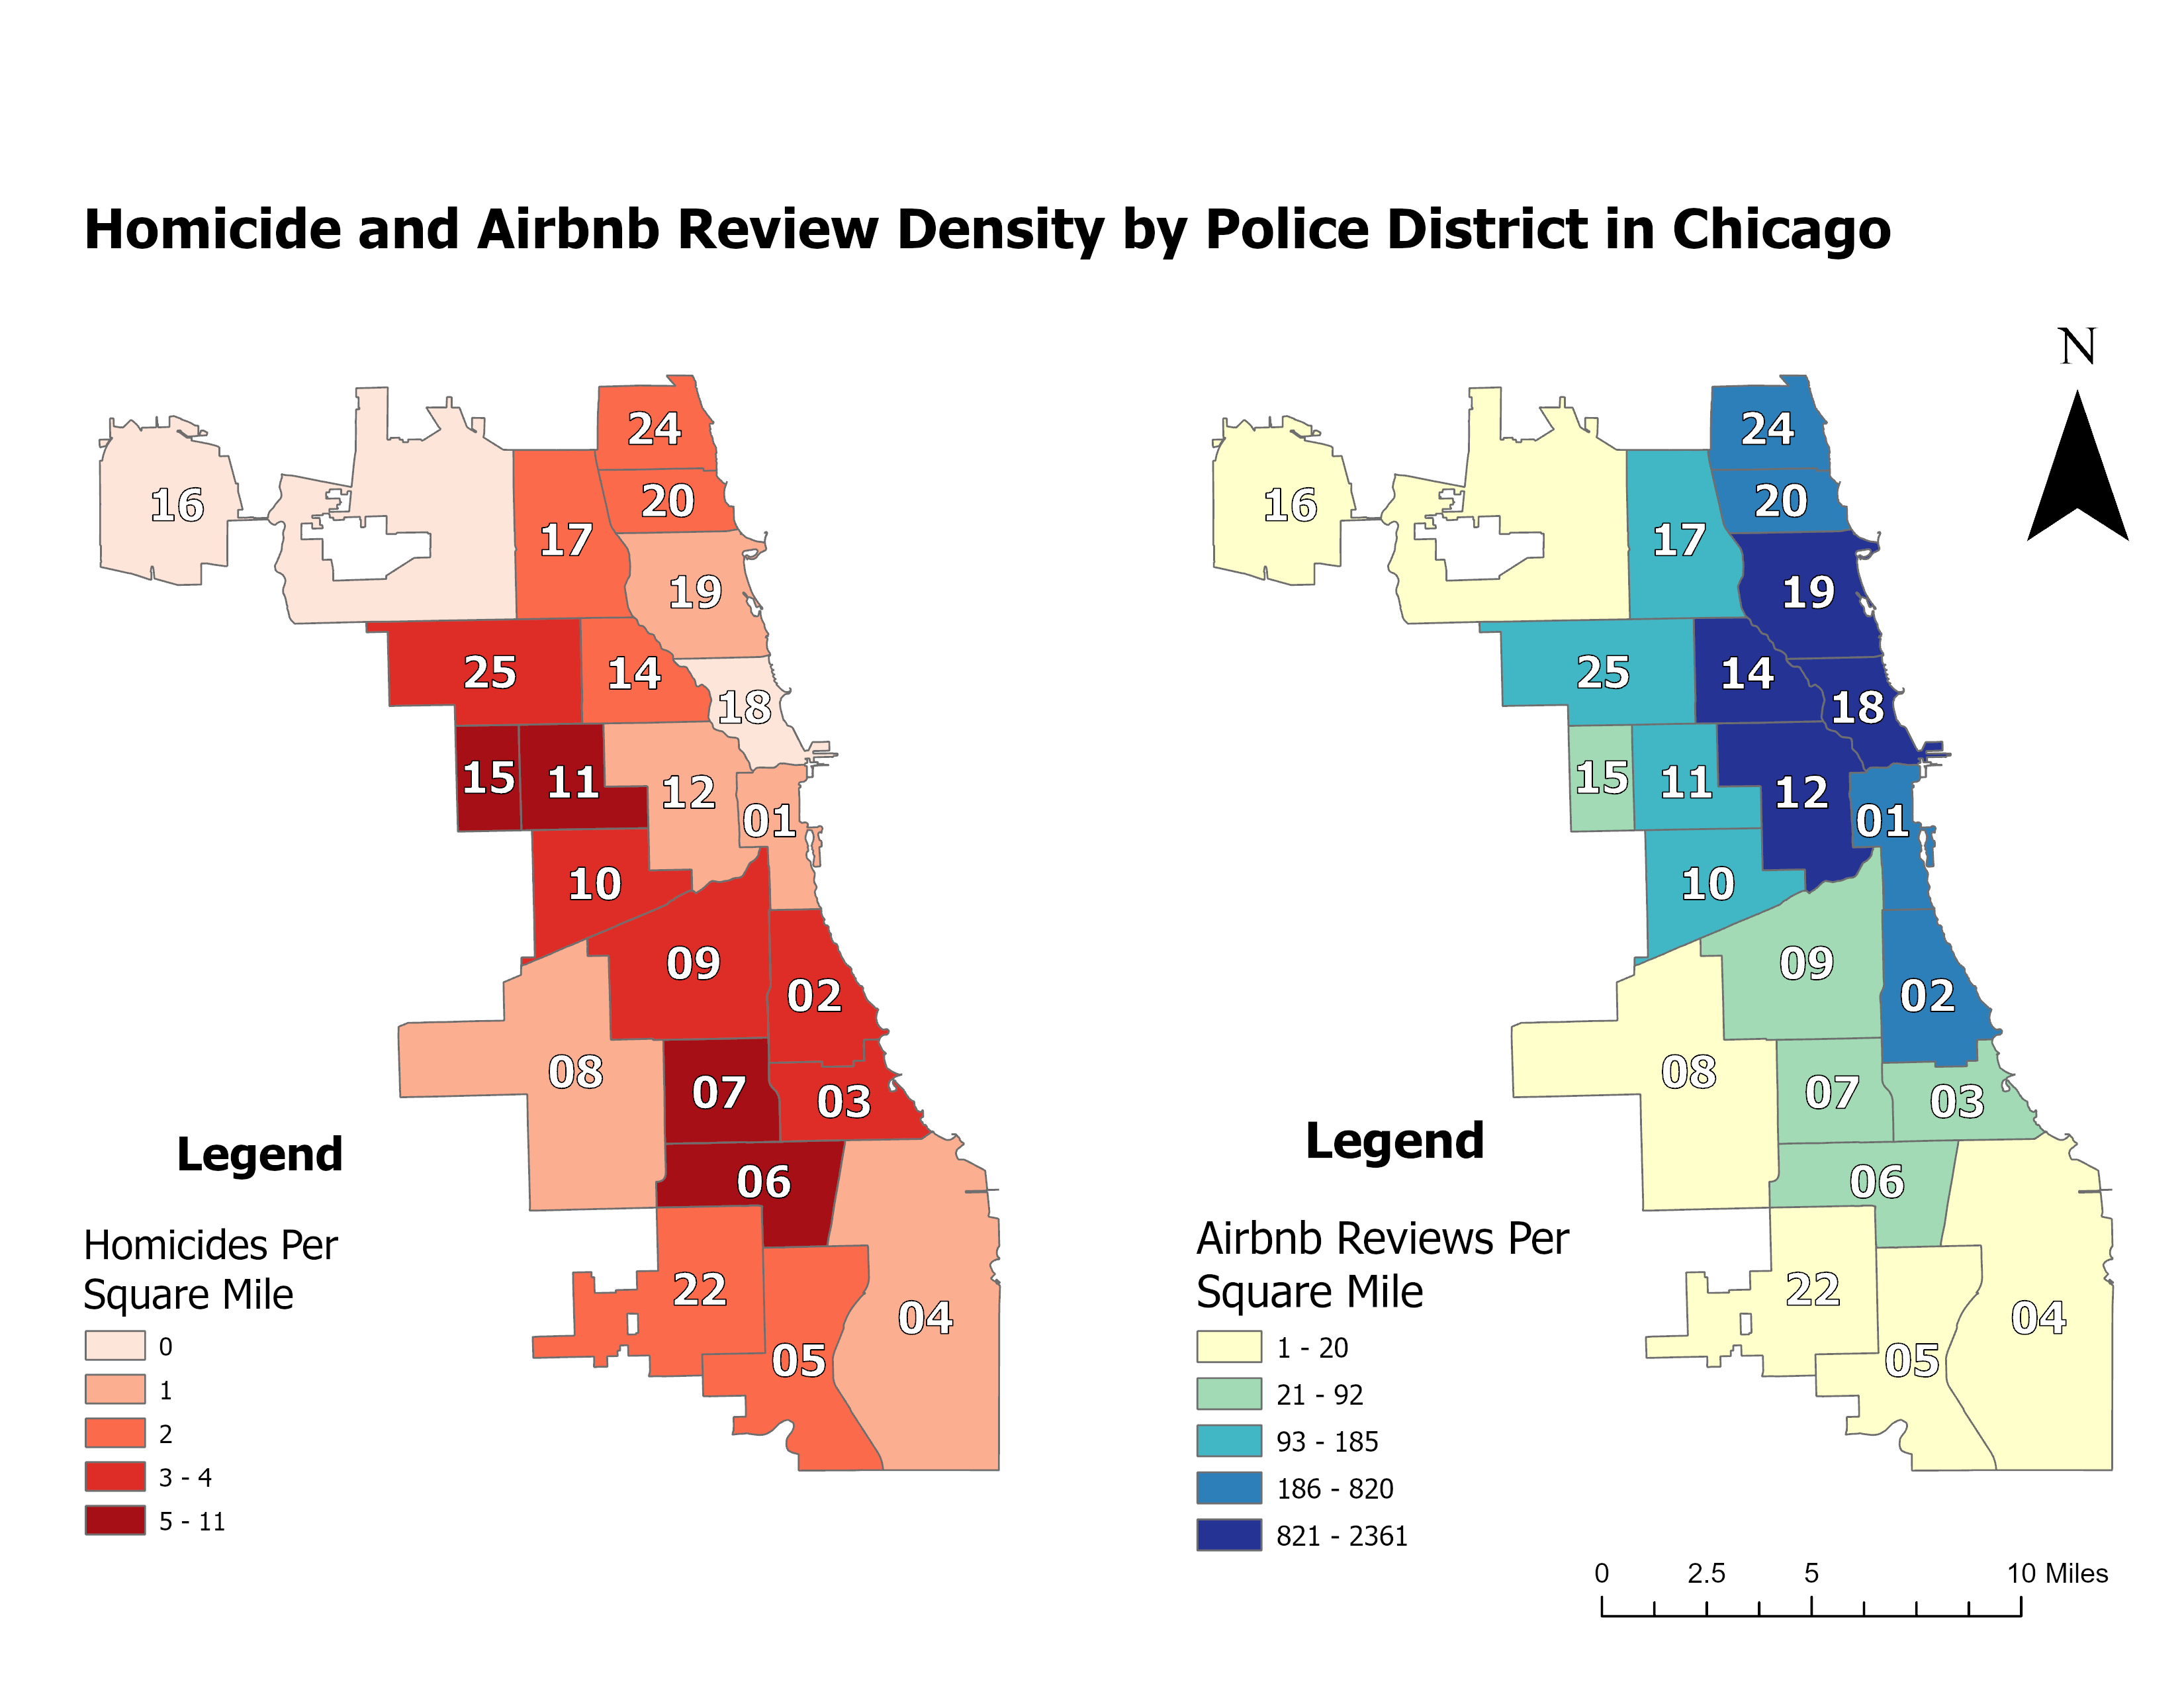 Homicide and Airbnb Review Density by Police District in Chicago
N
24
16
20
17
19
25
14
18
15
11
12
01
10
09
02
08
07
03
06
22
04
05
Legend
Homicides Per
Square Mile
0
1
2
3 - 4
5 - 11
24
16
20
17
19
25
14
18
15
11
12
01
10
09
02
08
07
03
06
22
04
05
Legend
Airbnb Reviews Per
Square Mile
1 - 20
21 - 92
93 - 185
186 - 820
821 - 2361
0 2.5 5 10 Miles